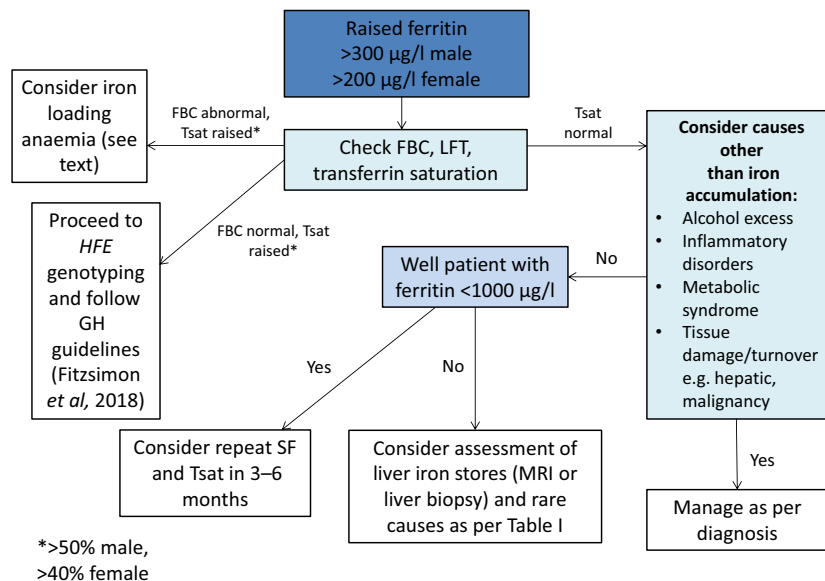 Raised ferritin
>300 µg/l male
>200 µg/l female
Consider iron
loading
anaemia (see
text)
FBC abnormal,
Tsat raised*
Check FBC, LFT,
transferrin saturation
Tsat
normal
Consider causes
other
than iron
accumulation:
• Alcohol excess
• Inflammatory
disorders
• Metabolic
syndrome
• Tissue
damage/turnover
e.g. hepatic,
malignancy
FBC normal, Tsat
raised*
Proceed to
HFE
genotyping
and follow
GH
guidelines
(Fitzsimon
et al, 2018)
No
Well patient with
ferritin <1000 µg/l
Yes
No
Consider repeat SF
and Tsat in 3–6
months
Consider assessment of
liver iron stores (MRI or
liver biopsy) and rare
causes as per Table I
Yes
Manage as per
diagnosis
*>50% male,
>40% female